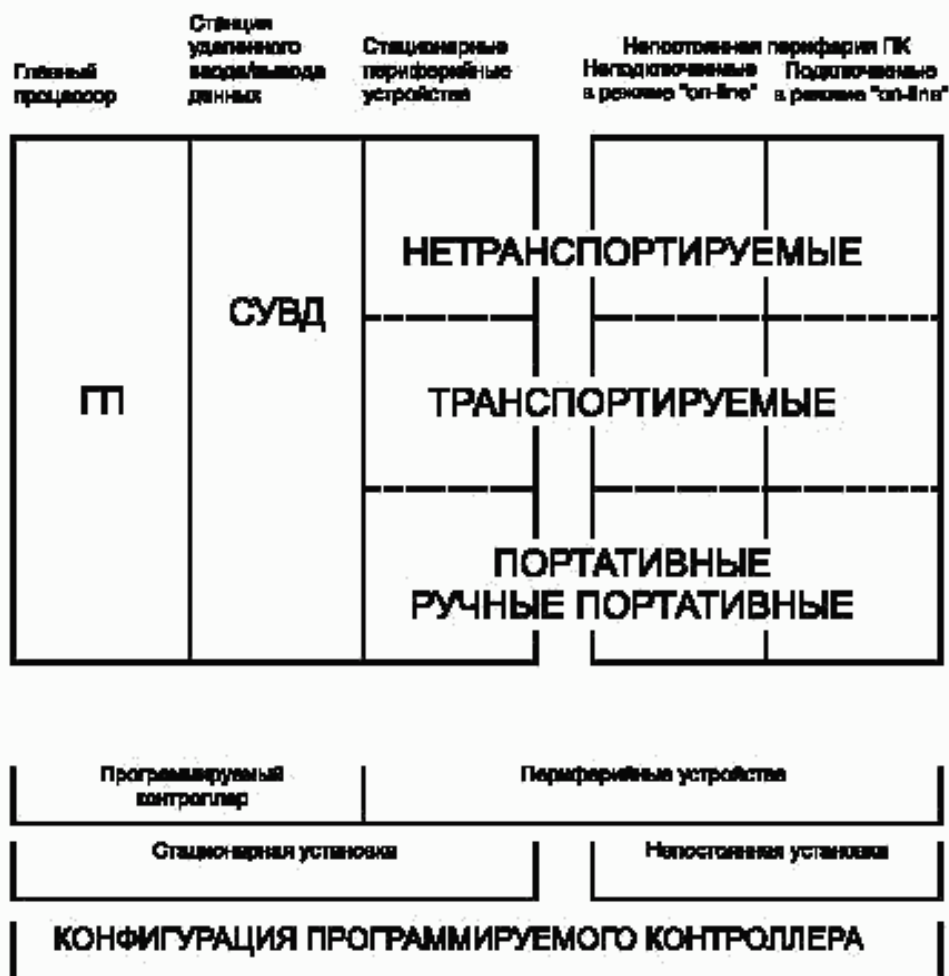 Главный
процессор
Станция
удаленного
ввода/вывода
данных
Стационарные
периферийные
устройства
Непостоянная периферия ПК
Неподключаемые
в режиме "on-line"
Подключаемые
в режиме "on-line"
НЕТРАНСПОРТИРУЕМЫЕ
СУВД
ГП
ТРАНСПОРТИРУЕМЫЕ
ПОРТАТИВНЫЕ
РУЧНЫЕ ПОРТАТИВНЫЕ
Программируемый
контроллер
Периферийные устройства
Стационарная установка
Непостоянная установка
КОНФИГУРАЦИЯ ПРОГРАММИРУЕМОГО КОНТРОЛЛЕРА